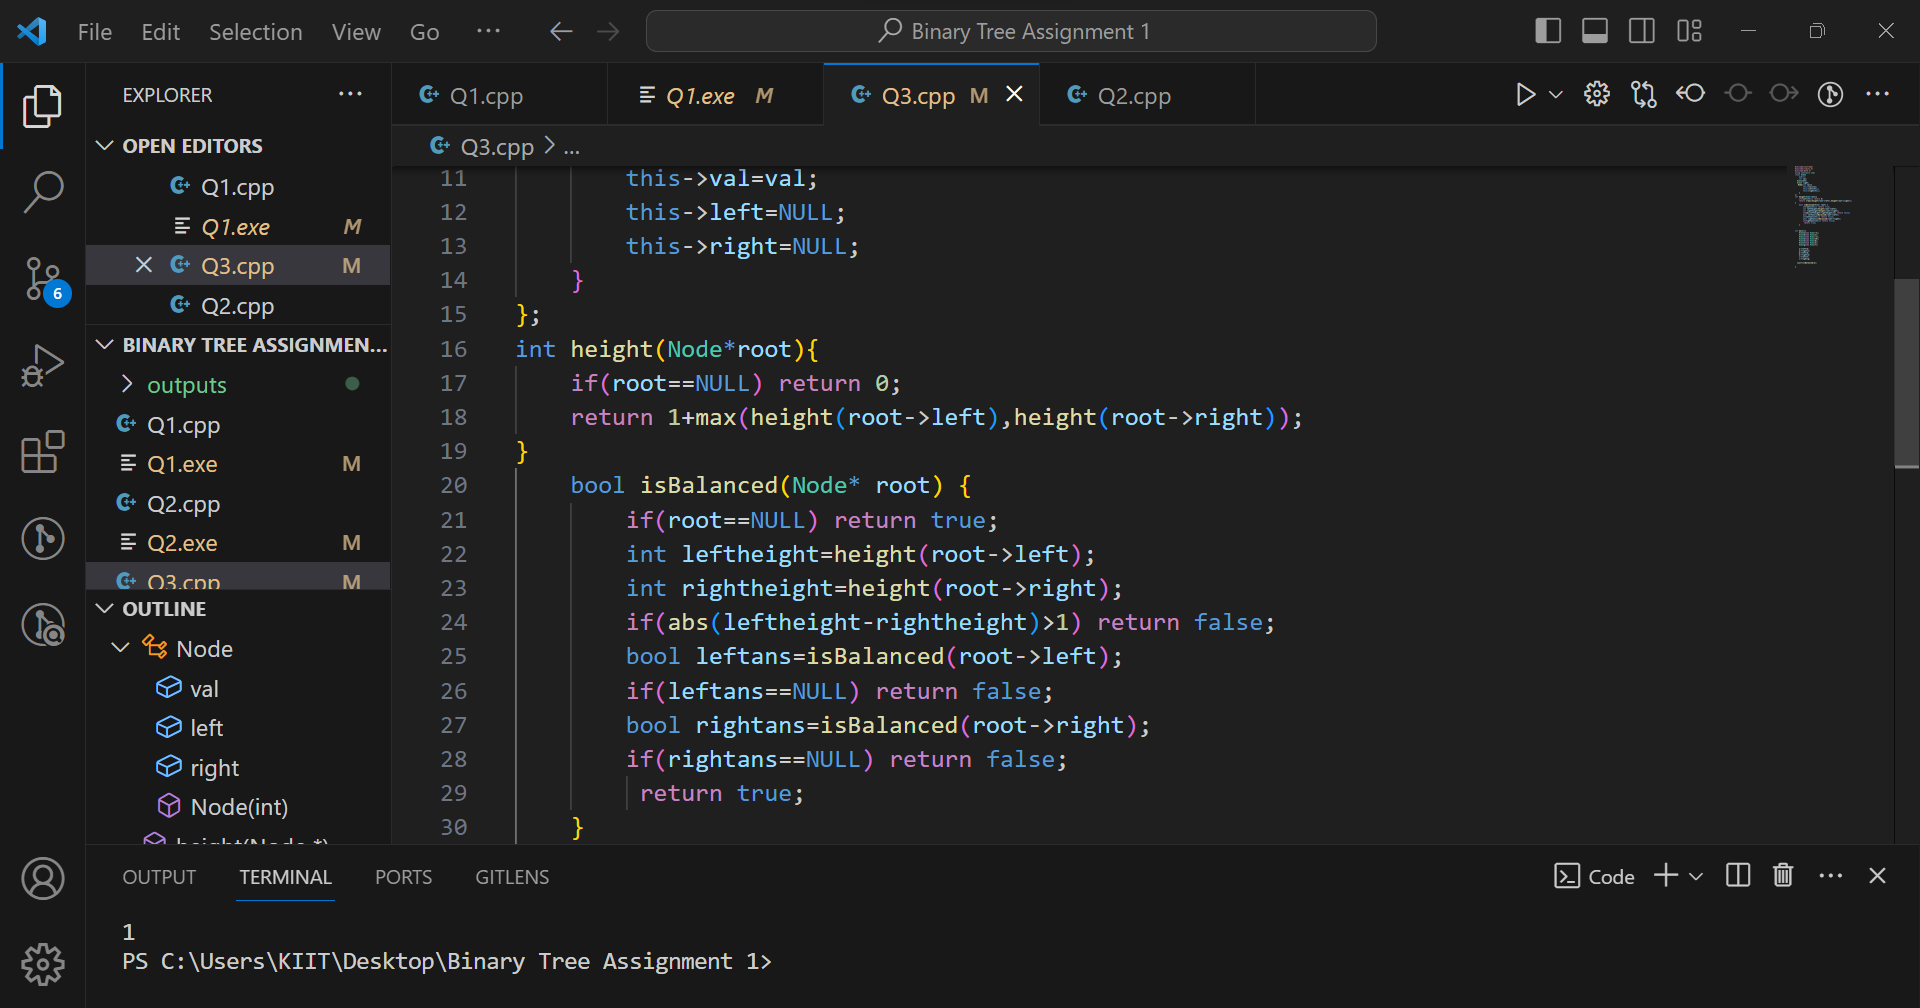 File Edit Selection View Go ··· Binary Tree Assignment 1
EXPLORER ···
OPEN EDITORS
Q1.cpp
Q1.exe M
Q3.cpp M
Q2.cpp
BINARY TREE ASSIGNMEN...
outputs
Q1.cpp
Q1.exe M
Q2.cpp
Q2.exe M
Q3.cpp M
OUTLINE
Node
val
left
right
Node(int)
height(Node *)
6
Q1.cpp Q1.exe M Q3.cpp M Q2.cpp
Q3.cpp > ...
11 this->val=val;
12 this->left=NULL;
13 this->right=NULL;
14 }
15 };
16 int height(Node*root){
17 if(root==NULL) return 0;
18 return 1+max(height(root->left),height(root->right));
19 }
20 bool isBalanced(Node* root) {
21 if(root==NULL) return true;
22 int leftheight=height(root->left);
23 int rightheight=height(root->right);
24 if(abs(leftheight-rightheight)>1) return false;
25 bool leftans=isBalanced(root->left);
26 if(leftans==NULL) return false;
27 bool rightans=isBalanced(root->right);
28 if(rightans==NULL) return false;
29 return true;
30 }
OUTPUT TERMINAL PORTS GITLENS Code
1
PS C:\Users\KIIT\Desktop\Binary Tree Assignment 1>